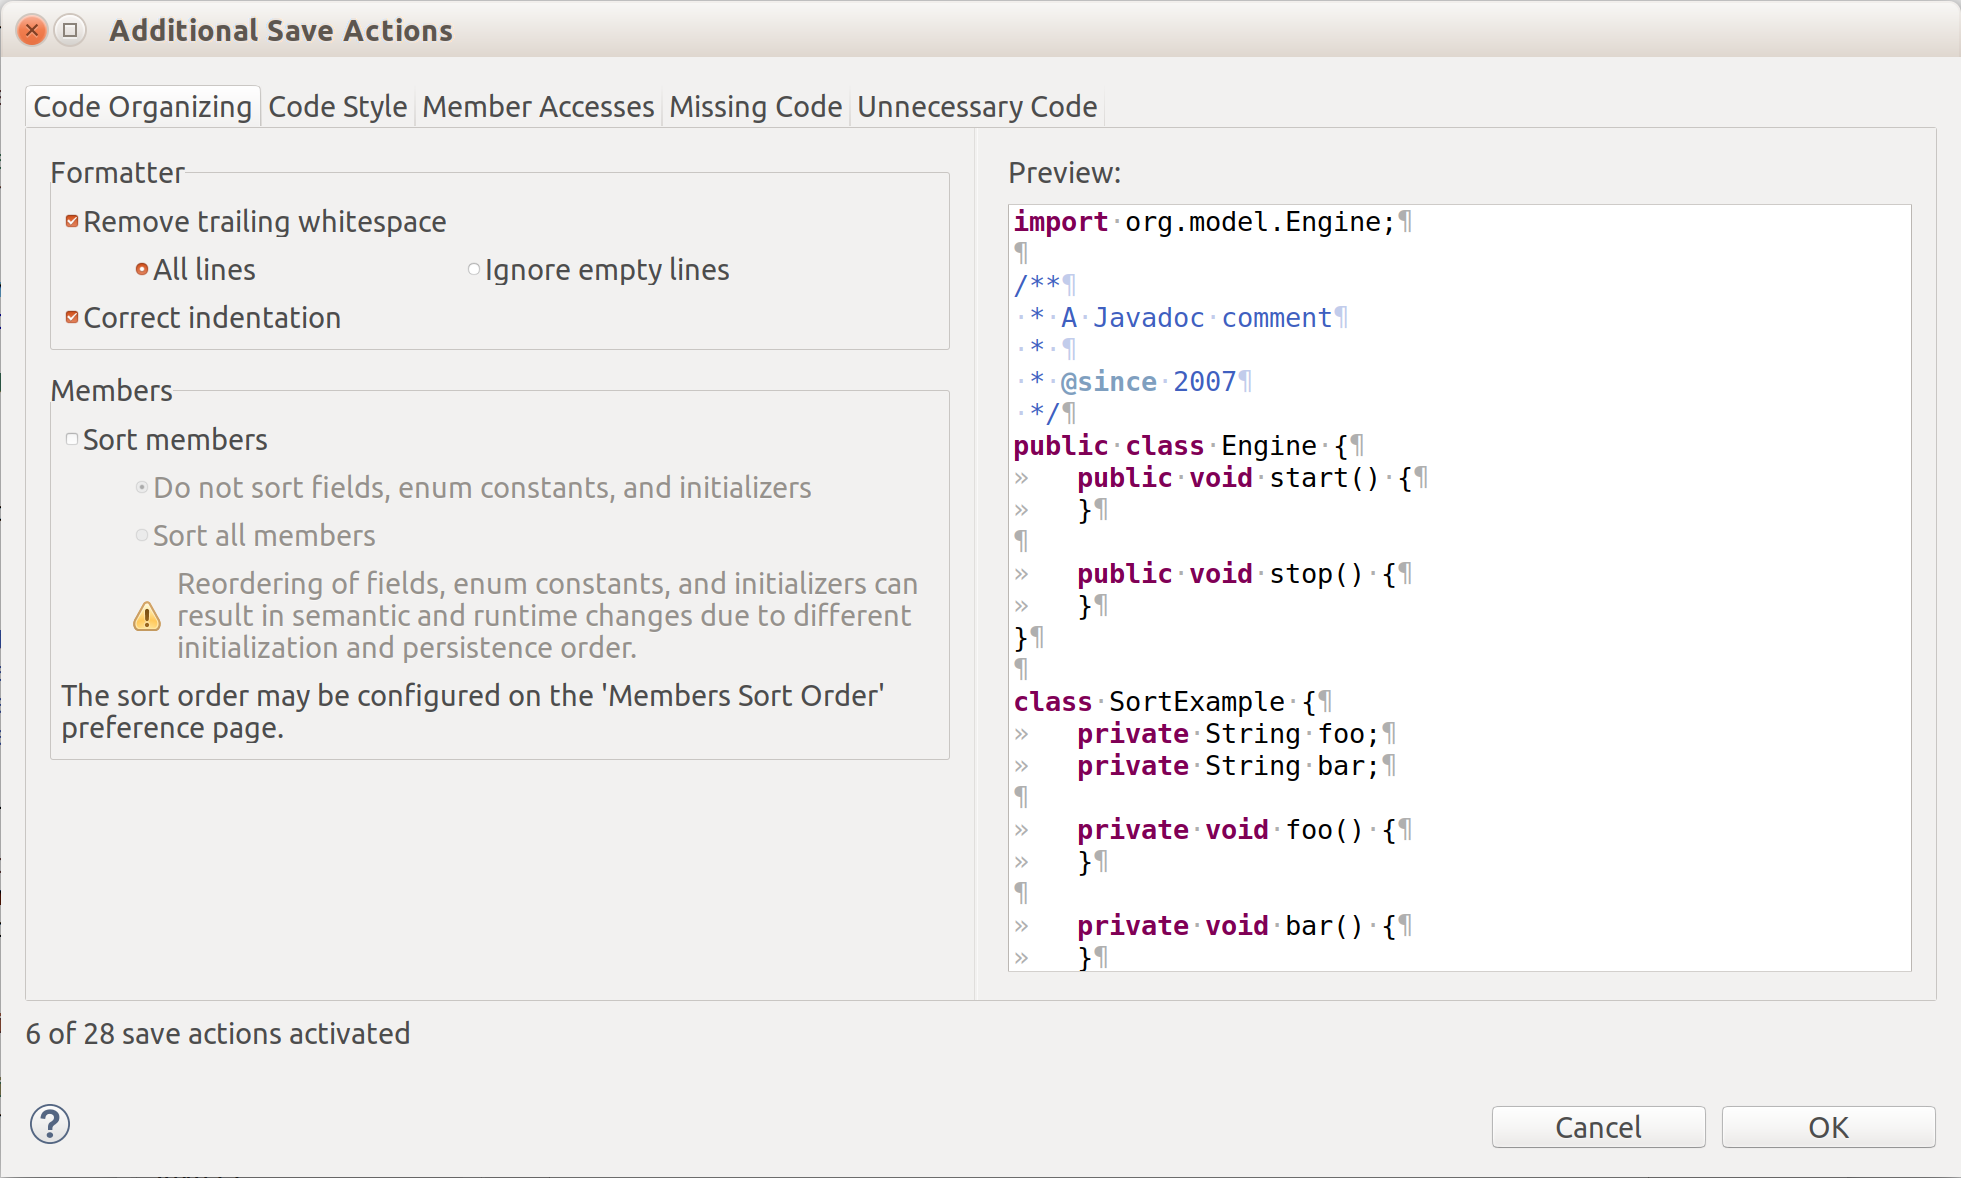 Additional Save Actions
Code Organizing Code Style Member Accesses Missing Code Unnecessary Code
Formatter
Remove trailing whitespace
All lines Ignore empty lines
Correct indentation
Members
Sort members
Do not sort fields, enum constants, and initializers
Sort all members
Reordering of fields, enum constants, and initializers can
result in semantic and runtime changes due to different
initialization and persistence order.
The sort order may be configured on the 'Members Sort Order'
preference page.
Preview:
import·org.model.Engine;¶
¶
/**¶
·*·A·Javadoc·comment¶
·*·¶
·*·@since·2007¶
·*/¶
public·class·Engine·{¶
»   public·void·start()·{¶
»   }¶
¶
»   public·void·stop()·{¶
»   }¶
}¶
¶
class·SortExample·{¶
»   private·String·foo;¶
»   private·String·bar;¶
¶
»   private·void·foo()·{¶
»   }¶
¶
»   private·void·bar()·{¶
»   }¶
6 of 28 save actions activated
?
Cancel OK